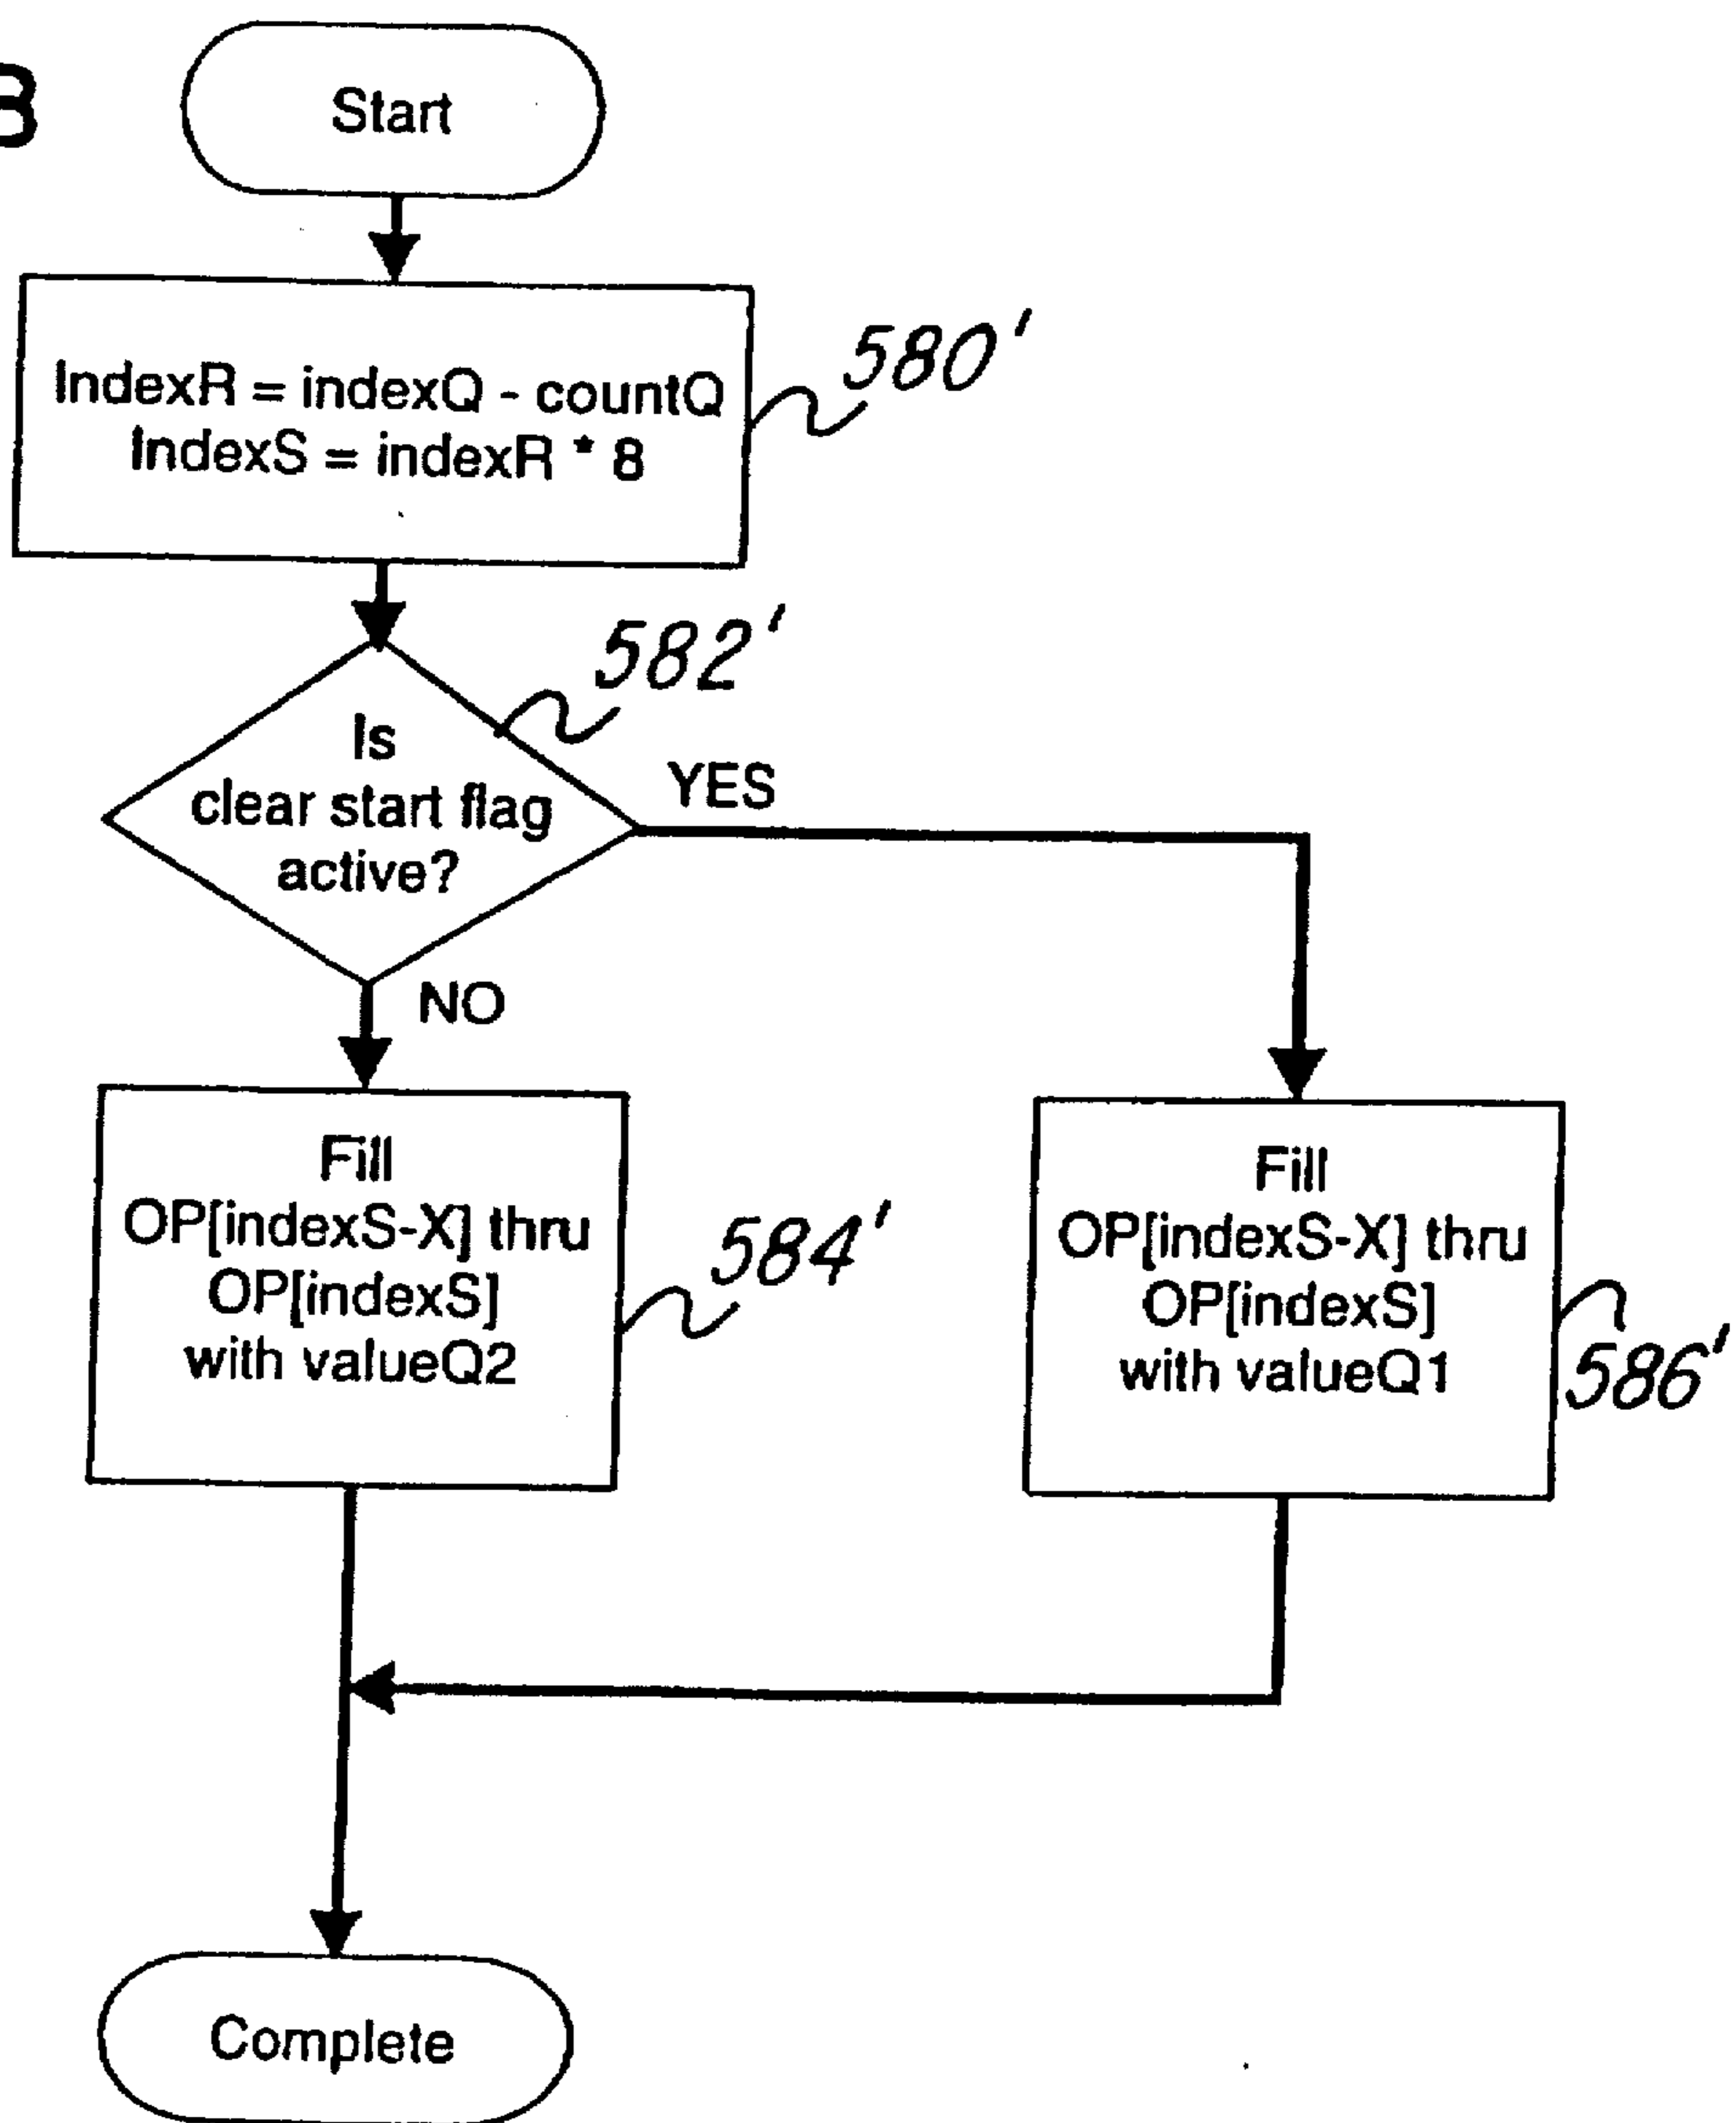 B
Start
IndexR = indexQ - countQ
IndexS = indexR * 8
580'
582'
Is
clear start flag
active?
YES
NO
Fill
OP[indexS-X] thru
OP[indexS]
with valueQ2
584'
Fill
OP[indexS-X] thru
OP[indexS]
with valueQ1
586'
Complete